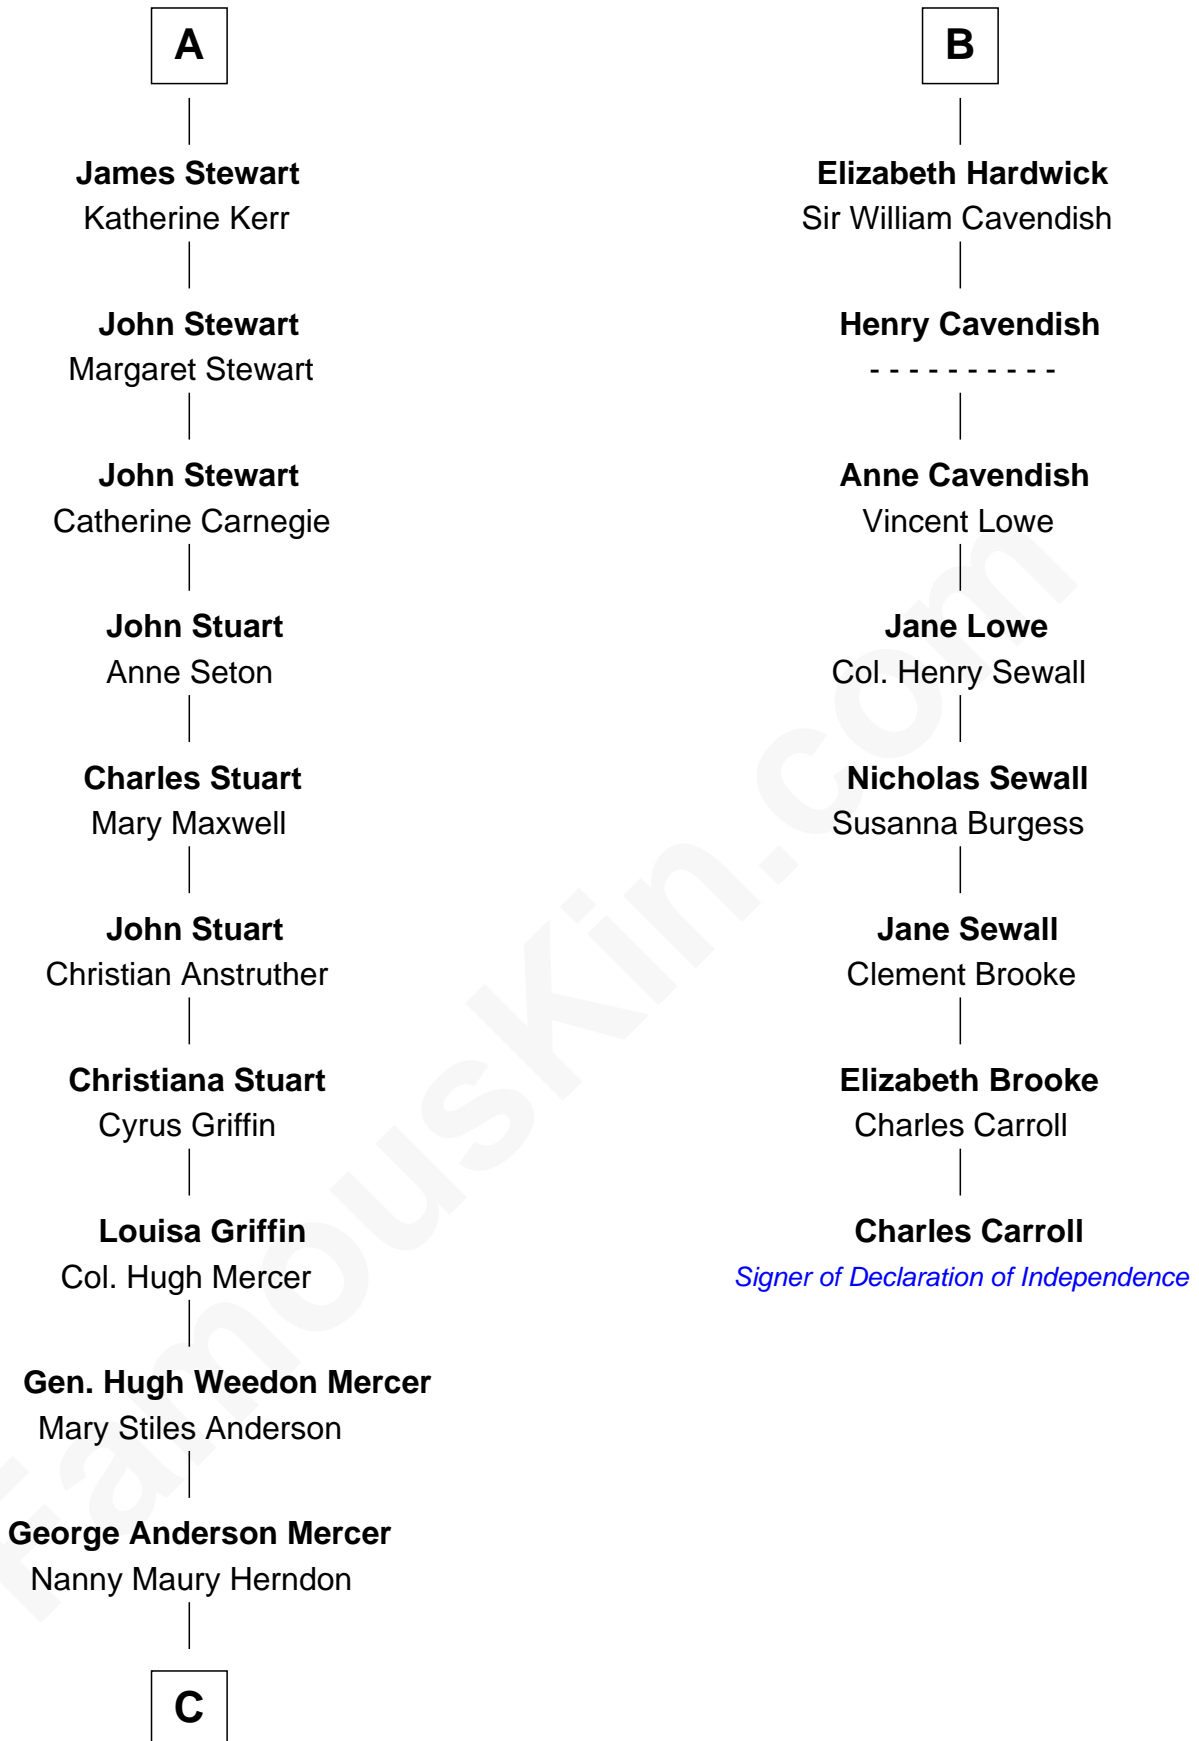 A
James Stewart
Katherine Kerr
John Stewart
Margaret Stewart
John Stewart
Catherine Carnegie
John Stuart
Anne Seton
Charles Stuart
Mary Maxwell
John Stuart
Christian Anstruther
Christiana Stuart
Cyrus Griffin
Louisa Griffin
Col. Hugh Mercer
Gen. Hugh Weedon Mercer
Mary Stiles Anderson
George Anderson Mercer
Nanny Maury Herndon
C
B
Elizabeth Hardwick
Sir William Cavendish
Henry Cavendish
- - - - - - - - - -
Anne Cavendish
Vincent Lowe
Jane Lowe
Col. Henry Sewall
Nicholas Sewall
Susanna Burgess
Jane Sewall
Clement Brooke
Elizabeth Brooke
Charles Carroll
Charles Carroll
Signer of Declaration of Independence
FamousKin.com